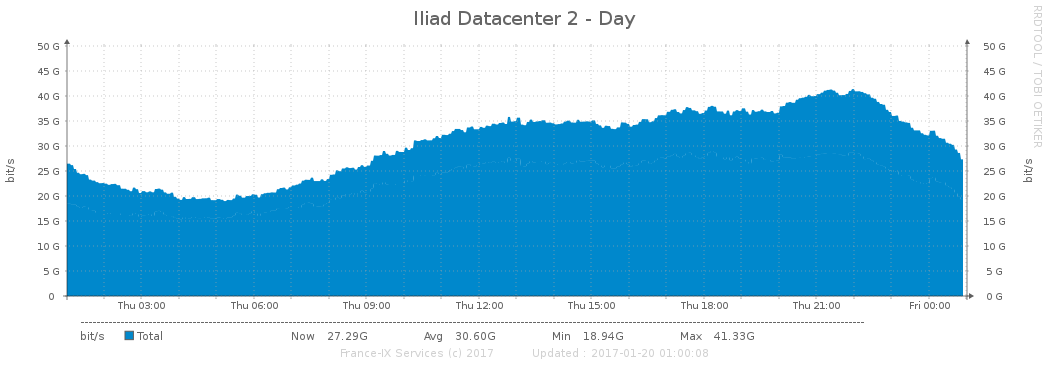 Iliad Datacenter 2 - Day
RRDTOOL / TOBI OETIKER
50 G 50 G
45 G 45 G
40 G 40 G
35 G 35 G
30 G 30 G
25 G 25 G
20 G 20 G
15 G 15 G
10 G 10 G
5 G 5 G
0 0 G
bit/s bit/s
Thu 03:00 Thu 06:00 Thu 09:00 Thu 12:00 Thu 15:00 Thu 18:00 Thu 21:00 Fri 00:00
bit/s Total Now 27.29G Avg 30.60G Min 18.94G Max 41.33G
France-IX Services (c) 2017 Updated : 2017-01-20 01:00:08